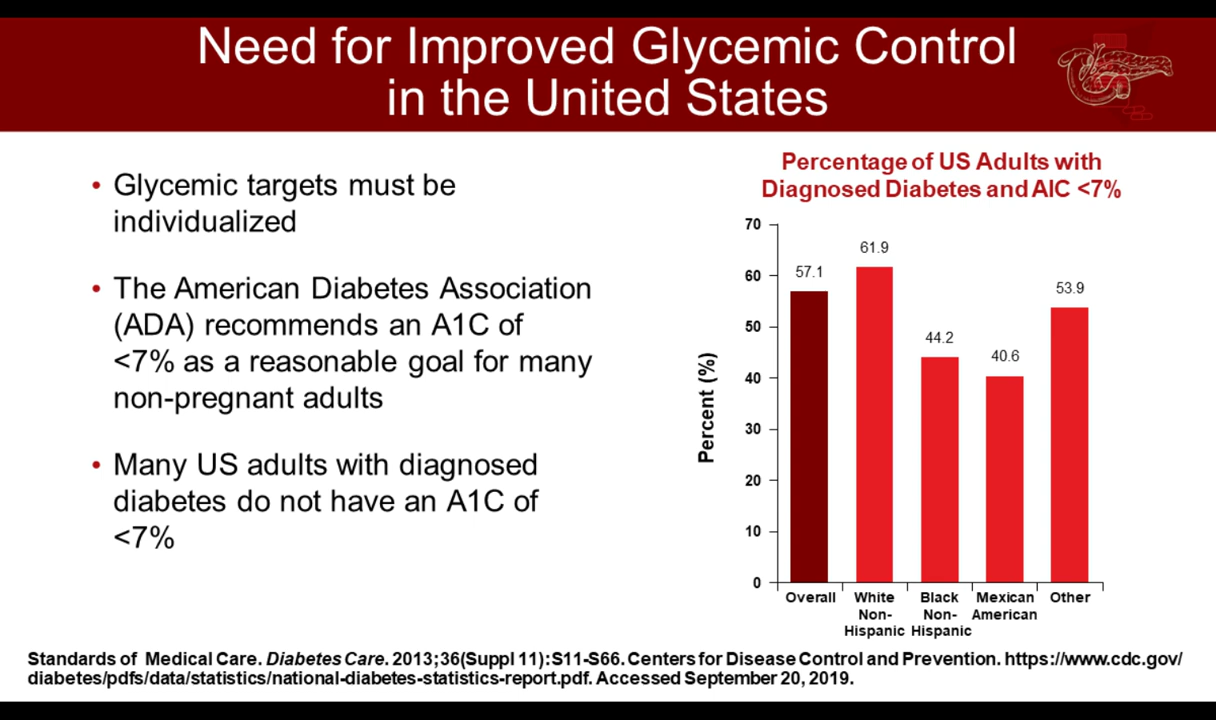 Need for Improved Glycemic Control
in the United States
• Glycemic targets must be
individualized
• The American Diabetes Association
(ADA) recommends an A1C of
<7% as a reasonable goal for many
non-pregnant adults
• Many US adults with diagnosed
diabetes do not have an A1C of
<7%
Percentage of US Adults with
Diagnosed Diabetes and AIC <7%
Percent (%)
70
60
50
40
30
20
10
0
57.1
61.9
44.2
40.6
53.9
Overall
White
Non-
Hispanic
Black
Non-
Hispanic
Mexican
American
Other
Standards of Medical Care. Diabetes Care. 2013;36(Suppl 11):S11-S66. Centers for Disease Control and Prevention. https://www.cdc.gov/
diabetes/pdfs/data/statistics/national-diabetes-statistics-report.pdf. Accessed September 20, 2019.